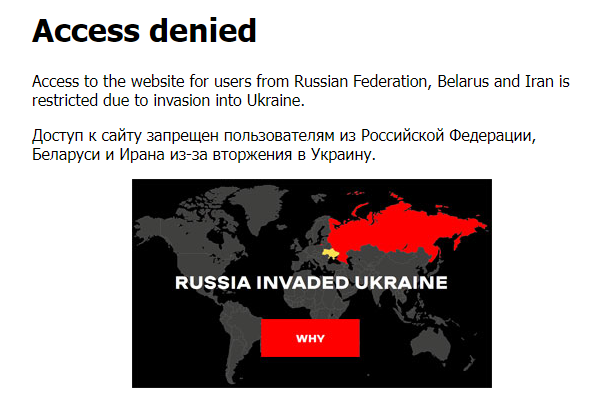 Access denied
Access to the website for users from Russian Federation, Belarus and Iran is
restricted due to invasion into Ukraine.
Доступ к сайту запрещен пользователям из Российской Федерации,
Беларуси и Ирана из-за вторжения в Украину.
RUSSIA INVADED UKRAINE
WHY